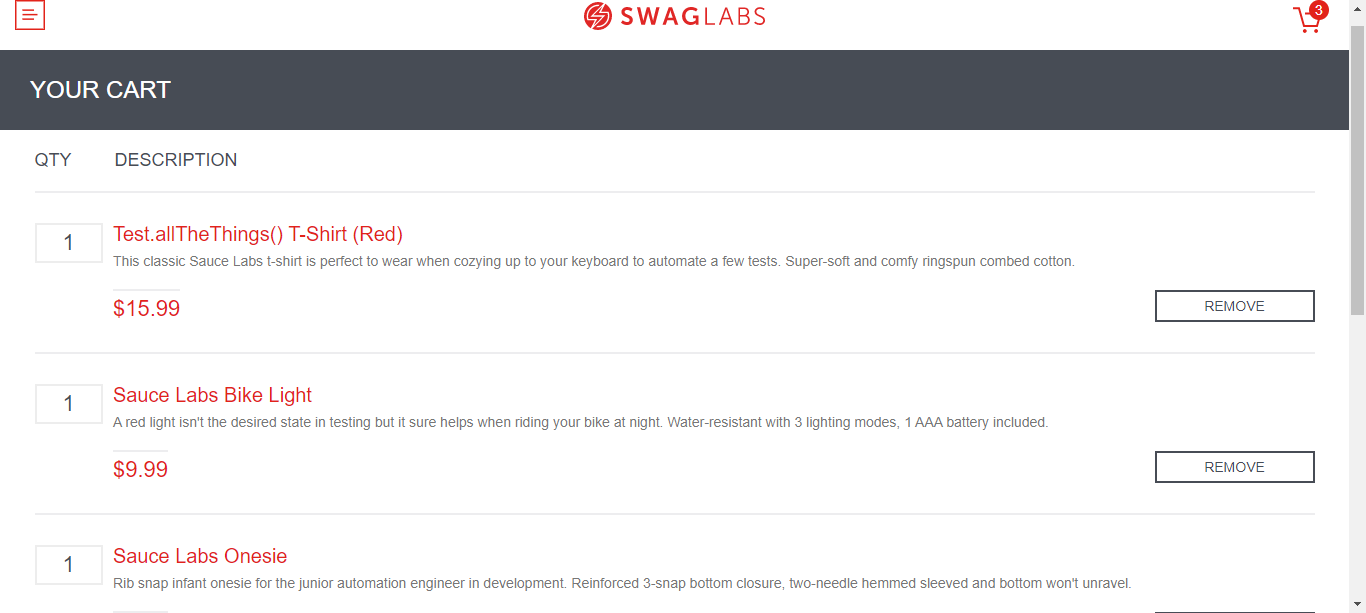 SWAGLABS
3
YOUR CART
QTY DESCRIPTION
1
Test.allTheThings() T-Shirt (Red)
This classic Sauce Labs t-shirt is perfect to wear when cozying up to your keyboard to automate a few tests. Super-soft and comfy ringspun combed cotton.
$15.99
REMOVE
1
Sauce Labs Bike Light
A red light isn't the desired state in testing but it sure helps when riding your bike at night. Water-resistant with 3 lighting modes, 1 AAA battery included.
$9.99
REMOVE
1
Sauce Labs Onesie
Rib snap infant onesie for the junior automation engineer in development. Reinforced 3-snap bottom closure, two-needle hemmed sleeved and bottom won't unravel.